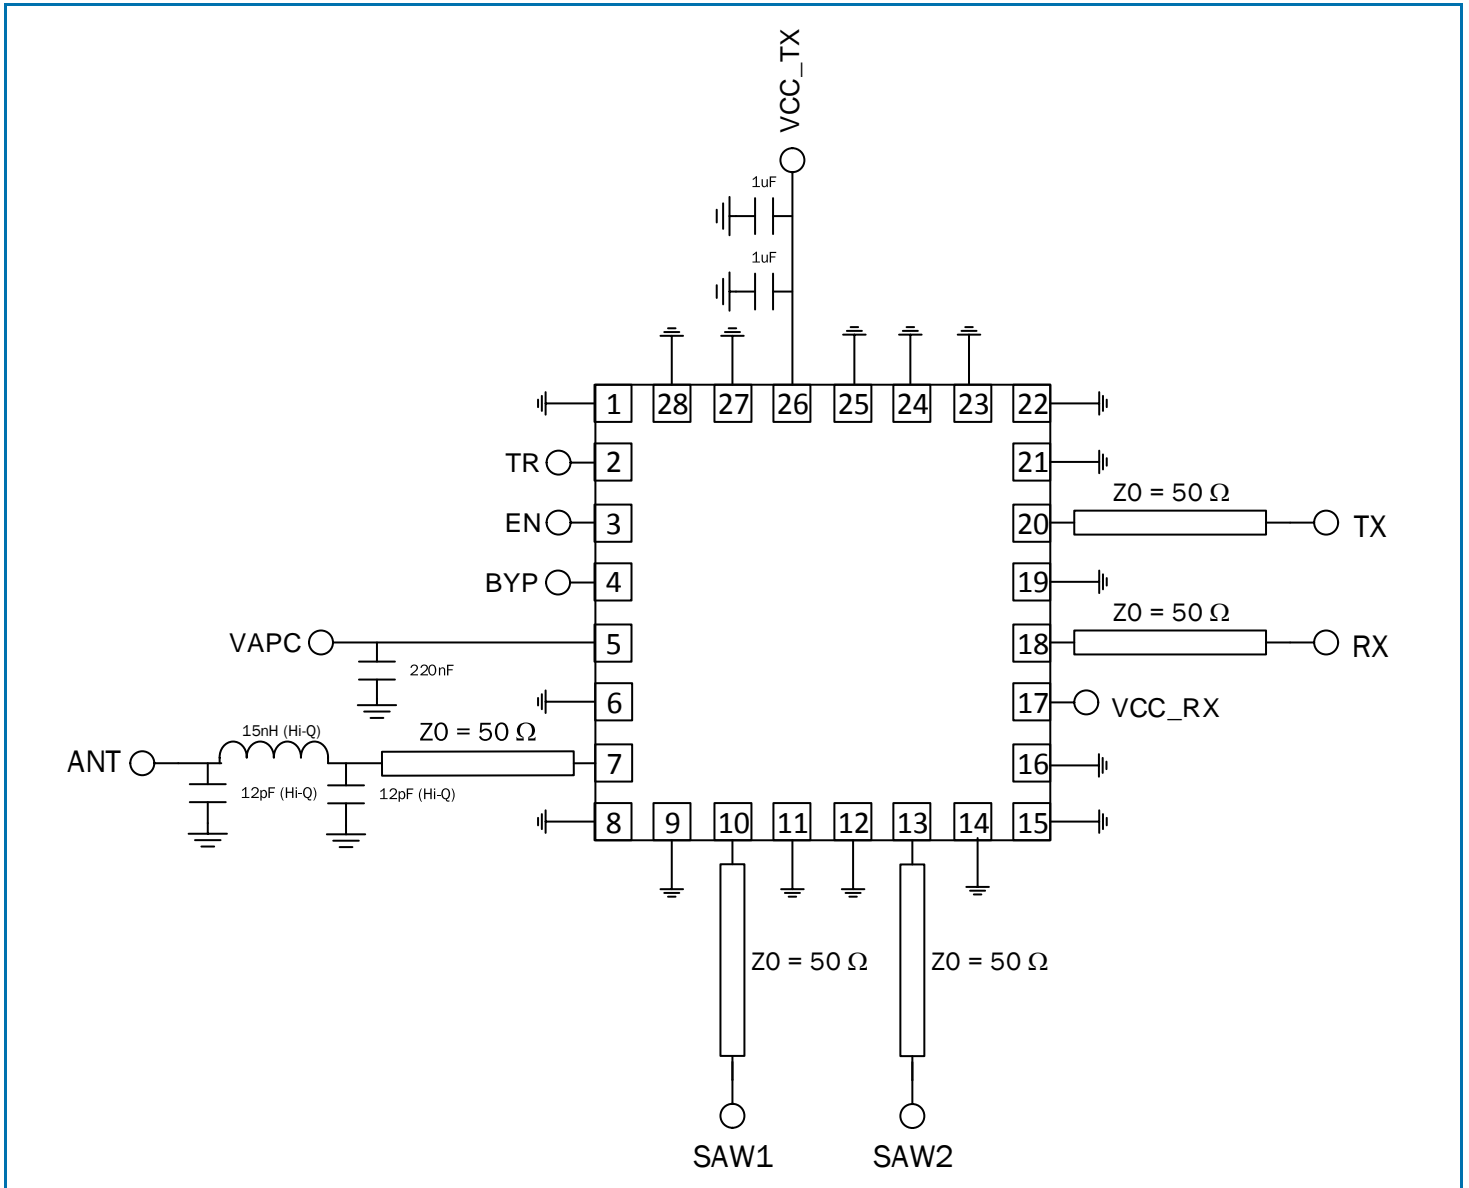 VCC_TX
1uF
1uF
1
28
27
26
25
24
23
22
TR
2
21
Z0 = 50 Ω
EN
3
20
TX
BYP
4
19
Z0 = 50 Ω
VAPC
5
18
RX
220nF
6
17
VCC_RX
15nH (Hi-Q)
Z0 = 50 Ω
ANT
7
16
12pF (Hi-Q)
12pF (Hi-Q)
8
9
10
11
12
13
14
15
Z0 = 50 Ω
Z0 = 50 Ω
SAW1
SAW2